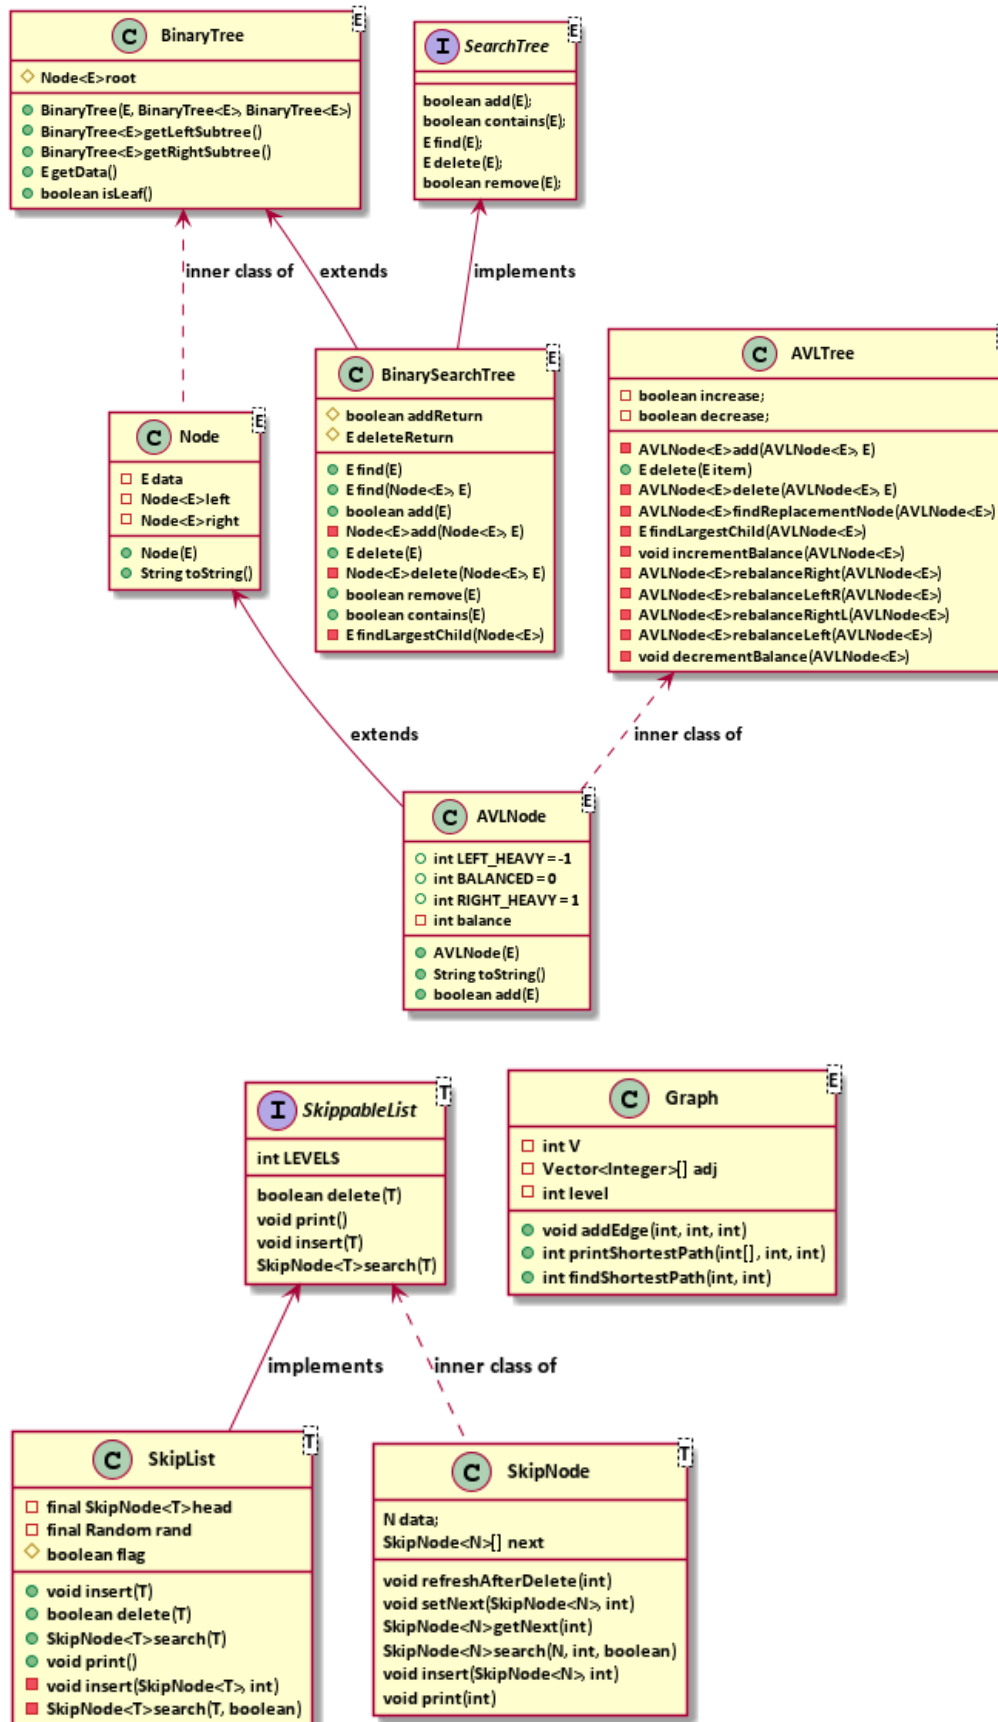 C BinaryTree
E
Node<E> root
BinaryTree(E, BinaryTree<E>, BinaryTree<E>)
BinaryTree<E> getLeftSubtree()
BinaryTree<E> getRightSubtree()
E getData()
boolean isLeaf()
I SearchTree
E
boolean add(E);
boolean contains(E);
E find(E);
E delete(E);
boolean remove(E);
inner class of
extends
implements
C BinarySearchTree
E
boolean addReturn
E deleteReturn
E find(E)
E find(Node<E>, E)
boolean add(E)
Node<E> add(Node<E>, E)
E delete(E)
Node<E> delete(Node<E>, E)
boolean remove(E)
boolean contains(E)
E findLargestChild(Node<E>)
C AVLTree
boolean increase;
boolean decrease;
AVLNode<E> add(AVLNode<E>, E)
E delete(E item)
AVLNode<E> delete(AVLNode<E>, E)
AVLNode<E> findReplacementNode(AVLNode<E>)
E findLargestChild(AVLNode<E>)
void incrementBalance(AVLNode<E>)
AVLNode<E> rebalanceRight(AVLNode<E>)
AVLNode<E> rebalanceLeftR(AVLNode<E>)
AVLNode<E> rebalanceRightL(AVLNode<E>)
AVLNode<E> rebalanceLeft(AVLNode<E>)
void decrementBalance(AVLNode<E>)
C Node
E
E data
Node<E> left
Node<E> right
Node(E)
String toString()
extends
inner class of
C AVLNode
E
int LEFT_HEAVY = -1
int BALANCED = 0
int RIGHT_HEAVY = 1
int balance
AVLNode(E)
String toString()
boolean add(E)
I SkippableList
T
int LEVELS
boolean delete(T)
void print()
void insert(T)
SkipNode<T> search(T)
C Graph
E
int V
Vector<Integer>[] adj
int level
void addEdge(int, int, int)
int printShortestPath(int[], int, int)
int findShortestPath(int, int)
implements
inner class of
C SkipList
T
final SkipNode<T> head
final Random rand
boolean flag
void insert(T)
boolean delete(T)
SkipNode<T> search(T)
void print()
void insert(SkipNode<T>, int)
SkipNode<T> search(T, boolean)
C SkipNode
T
N data;
SkipNode<N>[] next
void refreshAfterDelete(int)
void setNext(SkipNode<N>, int)
SkipNode<N> getNext(int)
SkipNode<N> search(N, int, boolean)
void insert(SkipNode<N>, int)
void print(int)